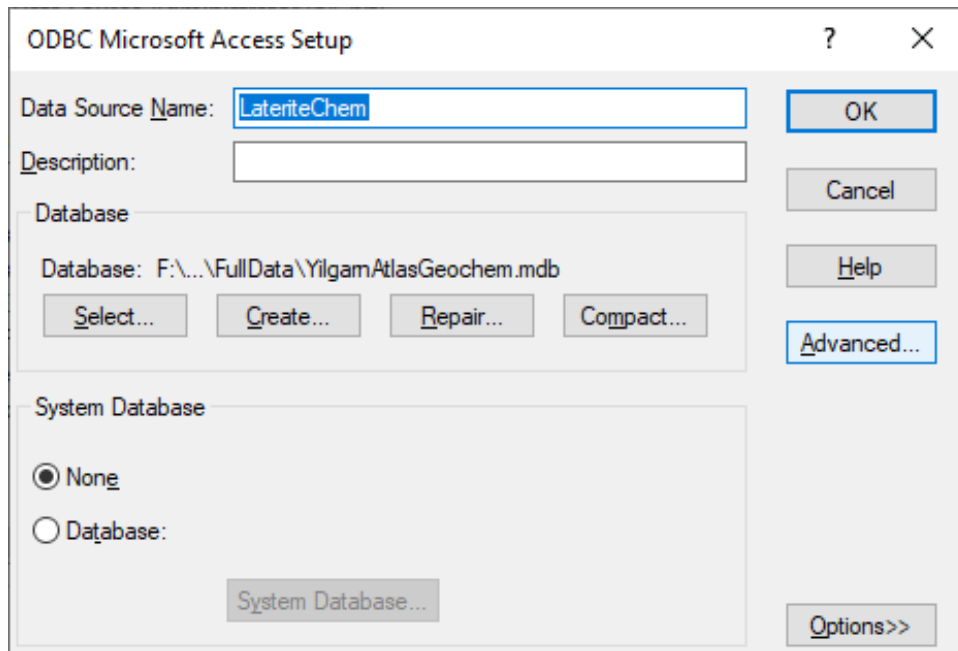 ODBC Microsoft Access Setup
?
Data Source Name:
LateriteChem
OK
Description:
Cancel
Database
Database: F:\...\FullData\YilgarnAtlasGeochem.mdb
Help
Select...
Create...
Repair...
Compact...
Advanced...
System Database
None
Database:
System Database...
Options>>